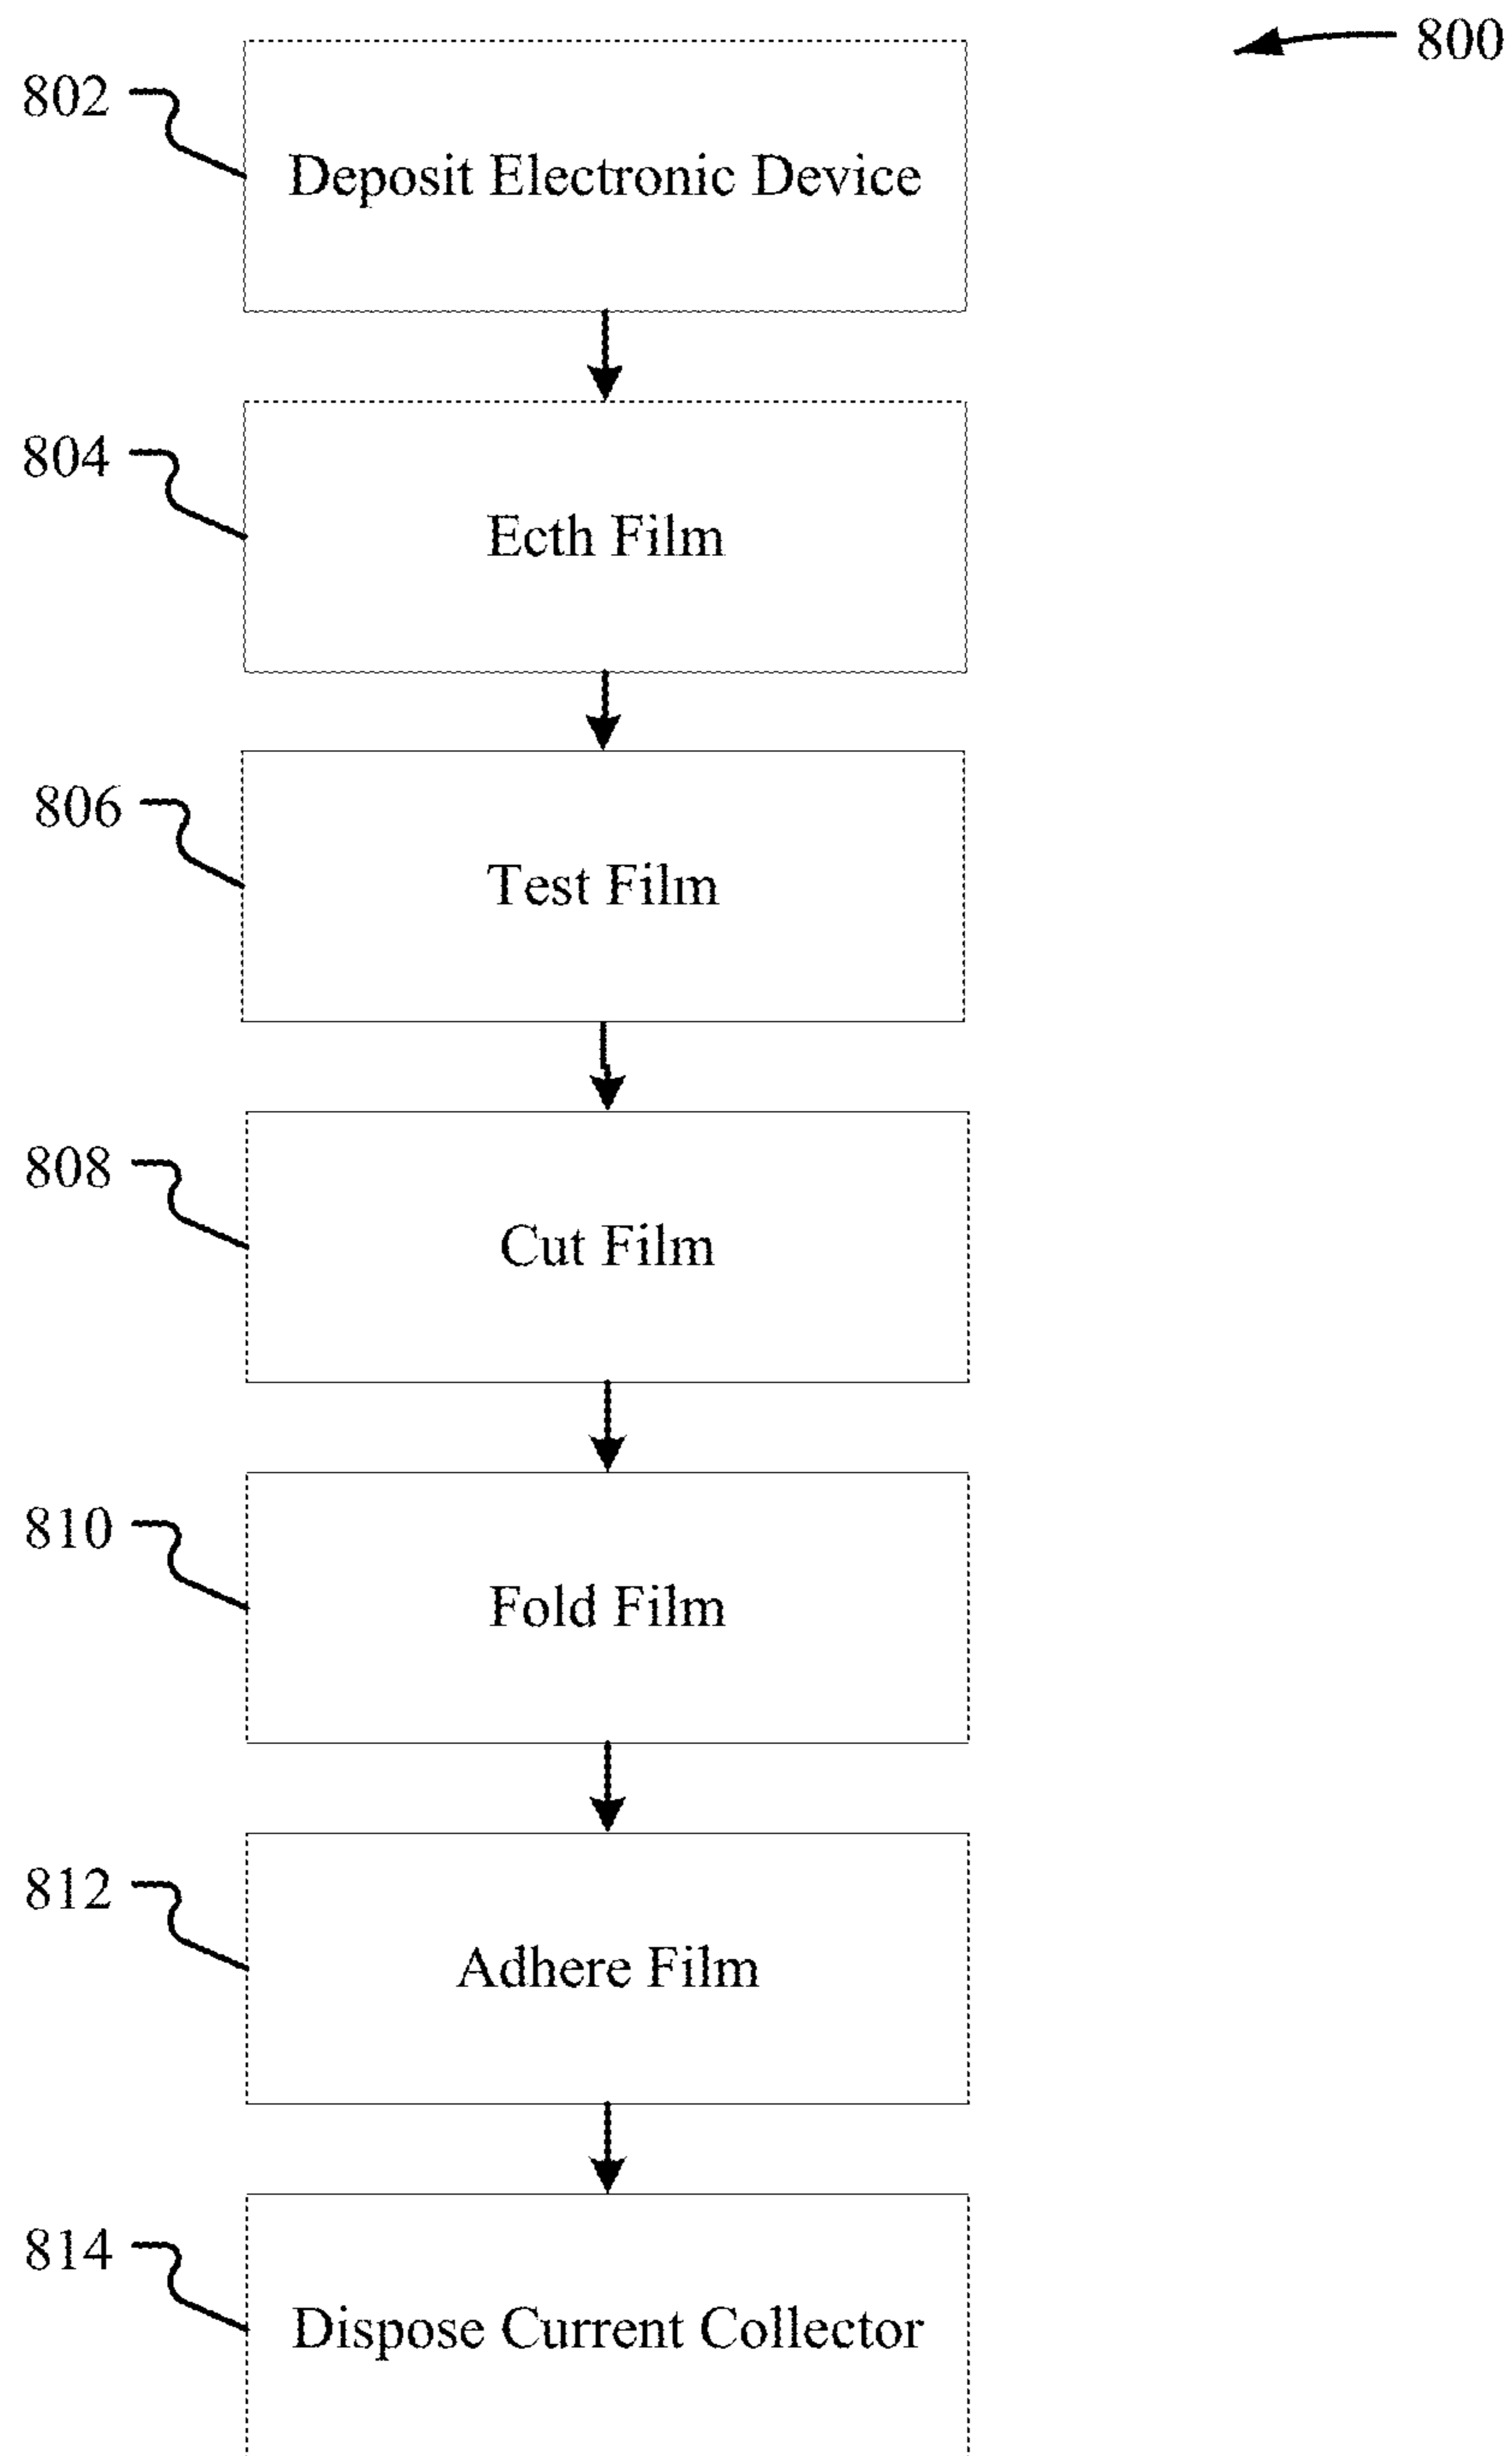 800
802
Deposit Electronic Device
804
Ecth Film
806
Test Film
808
Cut Film
810
Fold Film
812
Adhere Film
814
Dispose Current Collector